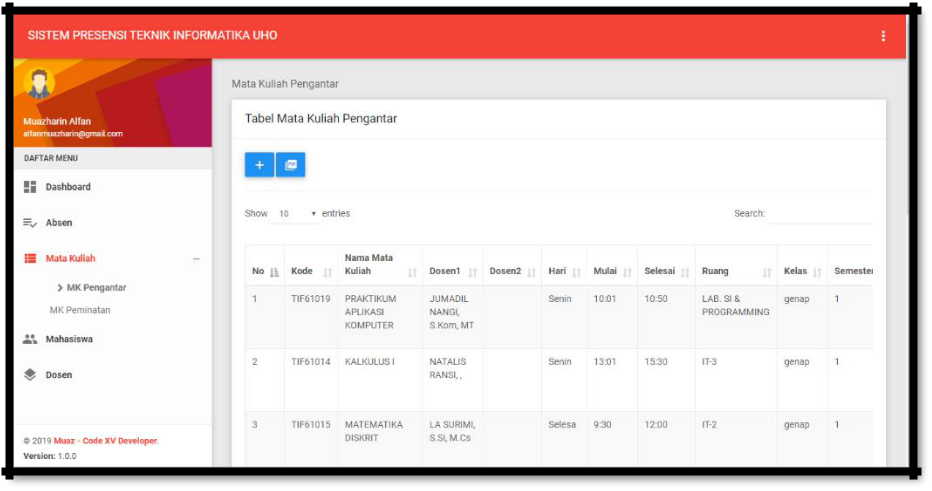 SISTEM PRESENSI TEKNIK INFORMATIKA UHO
Muazharin Alfan
alfanmuazharin@gmail.com
DAFTAR MENU
Dashboard
Absen
Mata Kuliah
MK Pengantar
MK Peminatan
Mahasiswa
Dosen
© 2019 Muaz - Code XV Developer.
Version: 1.0.0
Mata Kuliah Pengantar
Tabel Mata Kuliah Pengantar
+
Show 10 entries
Search:
No Kode Nama Mata Kuliah Dosen1 Dosen2 Hari Mulai Selesai Ruang Kelas Semester
1 TIF61019 PRAKTIKUM APLIKASI KOMPUTER JUMADIL NANGI, S.Kom, MT Senin 10:01 10:50 LAB. SI & PROGRAMMING genap 1
2 TIF61014 KALKULUS I NATALIS RANSI, , Senin 13:01 15:30 IT-3 genap 1
3 TIF61015 MATEMATIKA DISKRIT LA SURIMI, S.SI, M.Cs Selesa 9:30 12:00 IT-2 genap 1